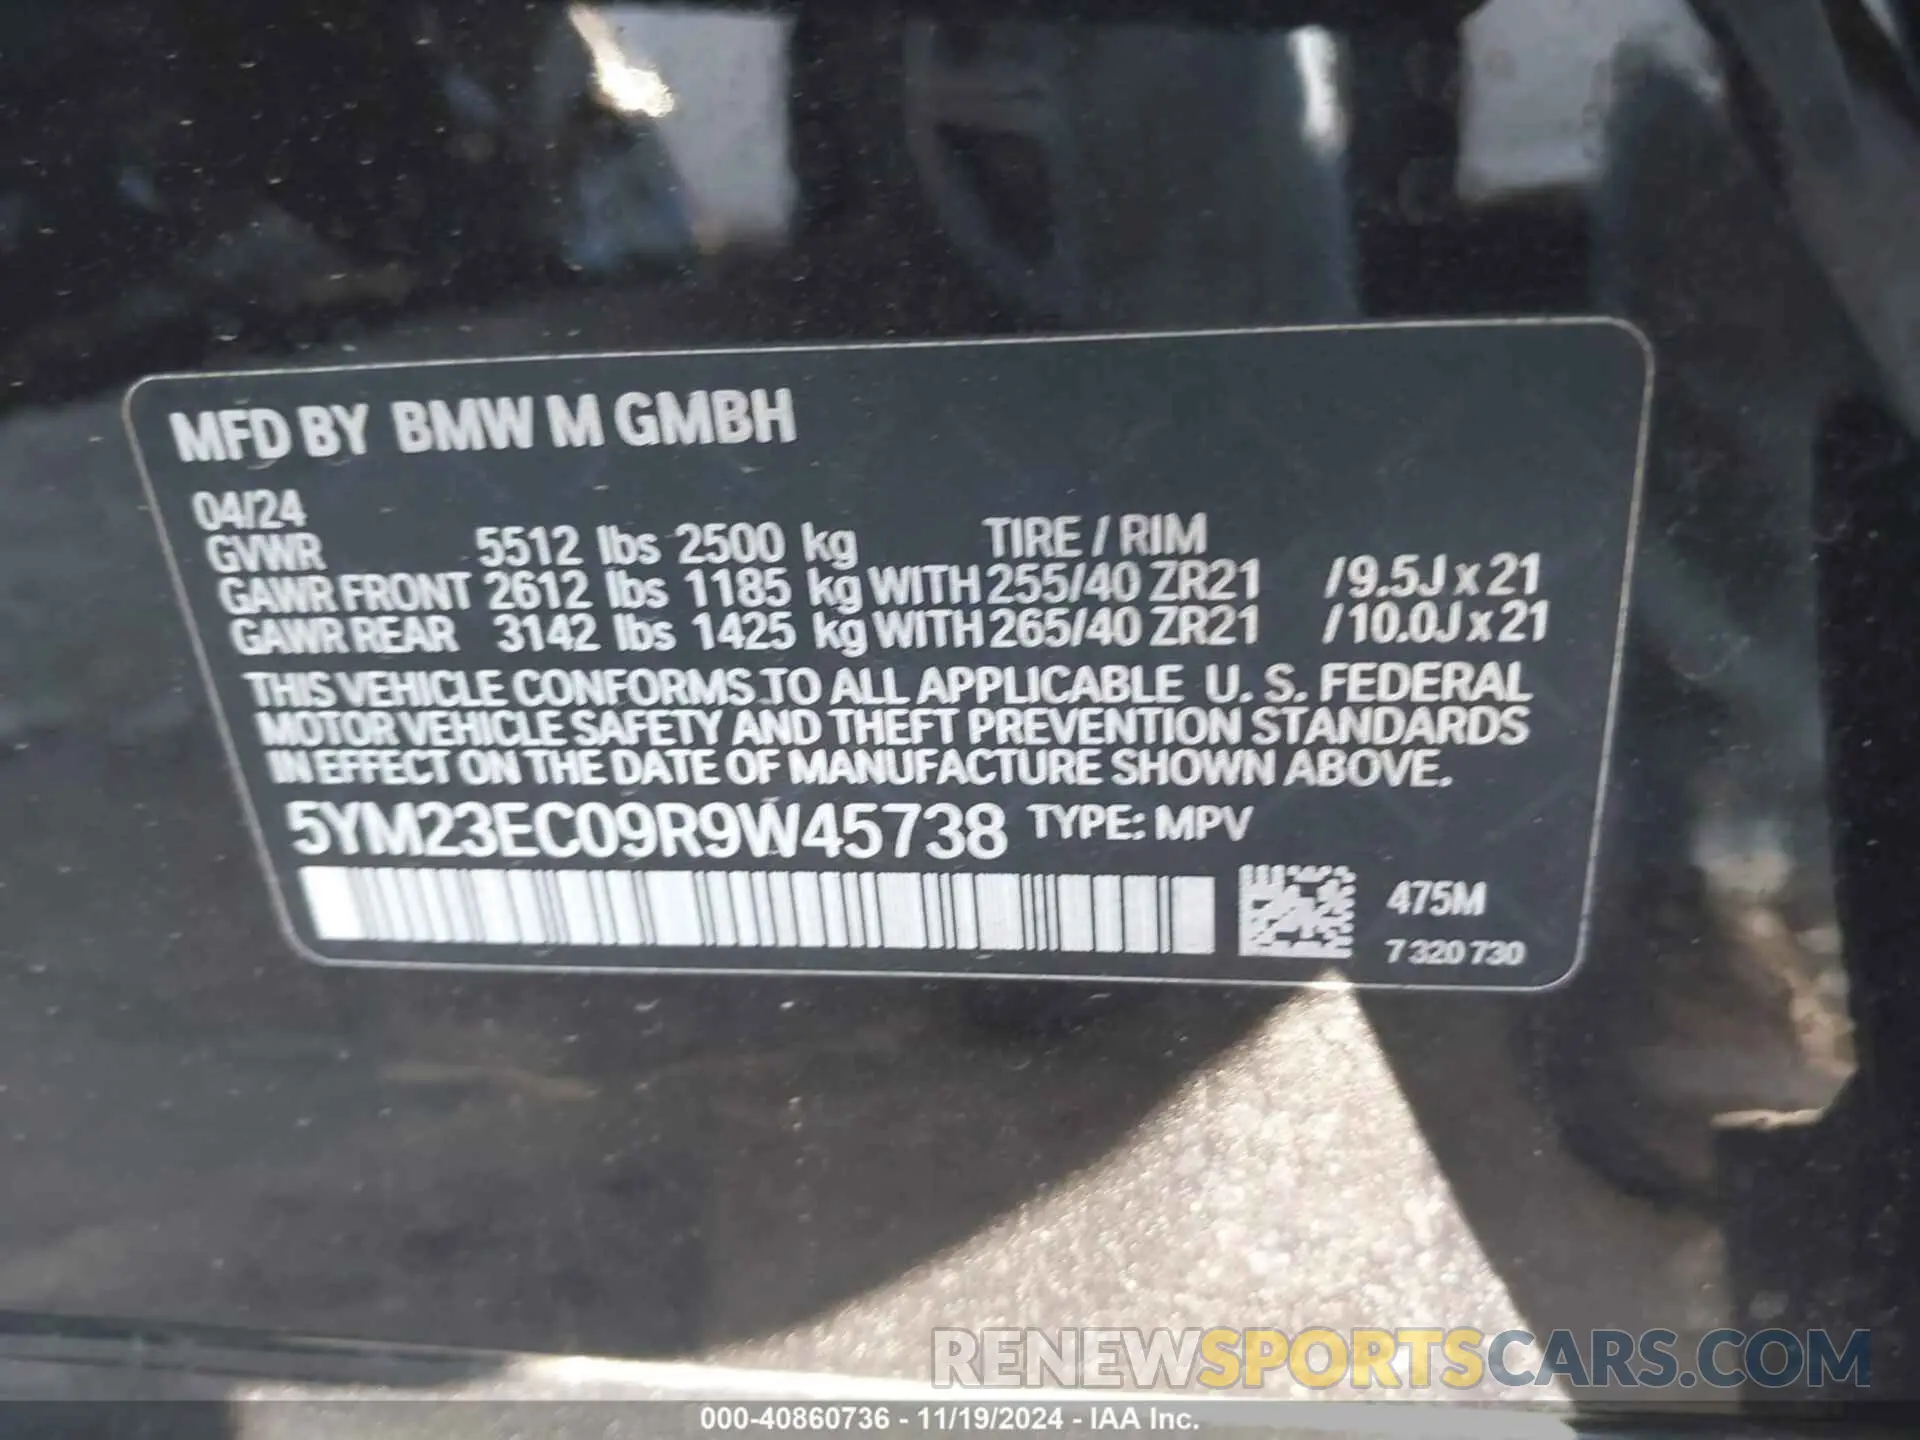 MFD BY BMW M GMBH
04/24
GVWR 5512 lbs 2500 kg TIRE / RIM
GAWR FRONT 2612 lbs 1185 kg WITH 255/40 ZR21 /9.5J x 21
GAWR REAR 3142 lbs 1425 kg WITH 265/40 ZR21 /10.0J x 21
THIS VEHICLE CONFORMS TO ALL APPLICABLE U. S. FEDERAL
MOTOR VEHICLE SAFETY AND THEFT PREVENTION STANDARDS
IN EFFECT ON THE DATE OF MANUFACTURE SHOWN ABOVE.
5YM23EC09R9W45738 TYPE: MPV
475M
7 320 730
RENEWSPORTSCARS.COM
000-40860736 - 11/19/2024 - IAA Inc.